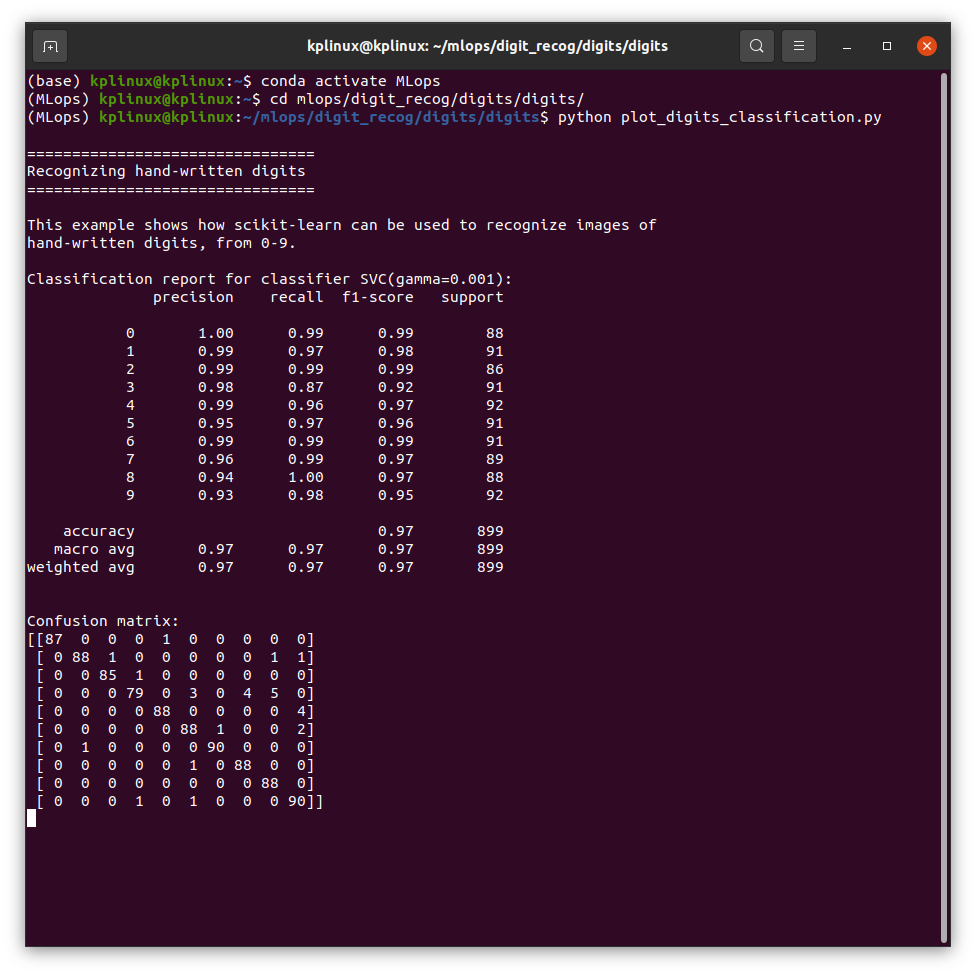 kplinux@kplinux: ~/mlops/digit_recog/digits/digits
(base) kplinux@kplinux:~$ conda activate MLops
(MLops) kplinux@kplinux:~$ cd mlops/digit_recog/digits/digits/
(MLops) kplinux@kplinux:~/mlops/digit_recog/digits/digits$ python plot_digits_classification.py
================================
Recognizing hand-written digits
================================
This example shows how scikit-learn can be used to recognize images of
hand-written digits, from 0-9.
Classification report for classifier SVC(gamma=0.001):
              precision    recall  f1-score   support
           0       1.00      0.99      0.99        88
           1       0.99      0.97      0.98        91
           2       0.99      0.99      0.99        86
           3       0.98      0.87      0.92        91
           4       0.99      0.96      0.97        92
           5       0.95      0.97      0.96        91
           6       0.99      0.99      0.99        91
           7       0.96      0.99      0.97        89
           8       0.94      1.00      0.97        88
           9       0.93      0.98      0.95        92
    accuracy                           0.97       899
   macro avg       0.97      0.97      0.97       899
weighted avg       0.97      0.97      0.97       899
Confusion matrix:
[[87  0  0  0  1  0  0  0  0  0]
 [ 0 88  1  0  0  0  0  0  1  1]
 [ 0  0 85  1  0  0  0  0  0  0]
 [ 0  0  0 79  0  3  0  4  5  0]
 [ 0  0  0  0 88  0  0  0  0  4]
 [ 0  0  0  0  0 88  1  0  0  2]
 [ 0  1  0  0  0  0 90  0  0  0]
 [ 0  0  0  0  0  1  0 88  0  0]
 [ 0  0  0  0  0  0  0  0 88  0]
 [ 0  0  0  1  0  1  0  0  0 90]]